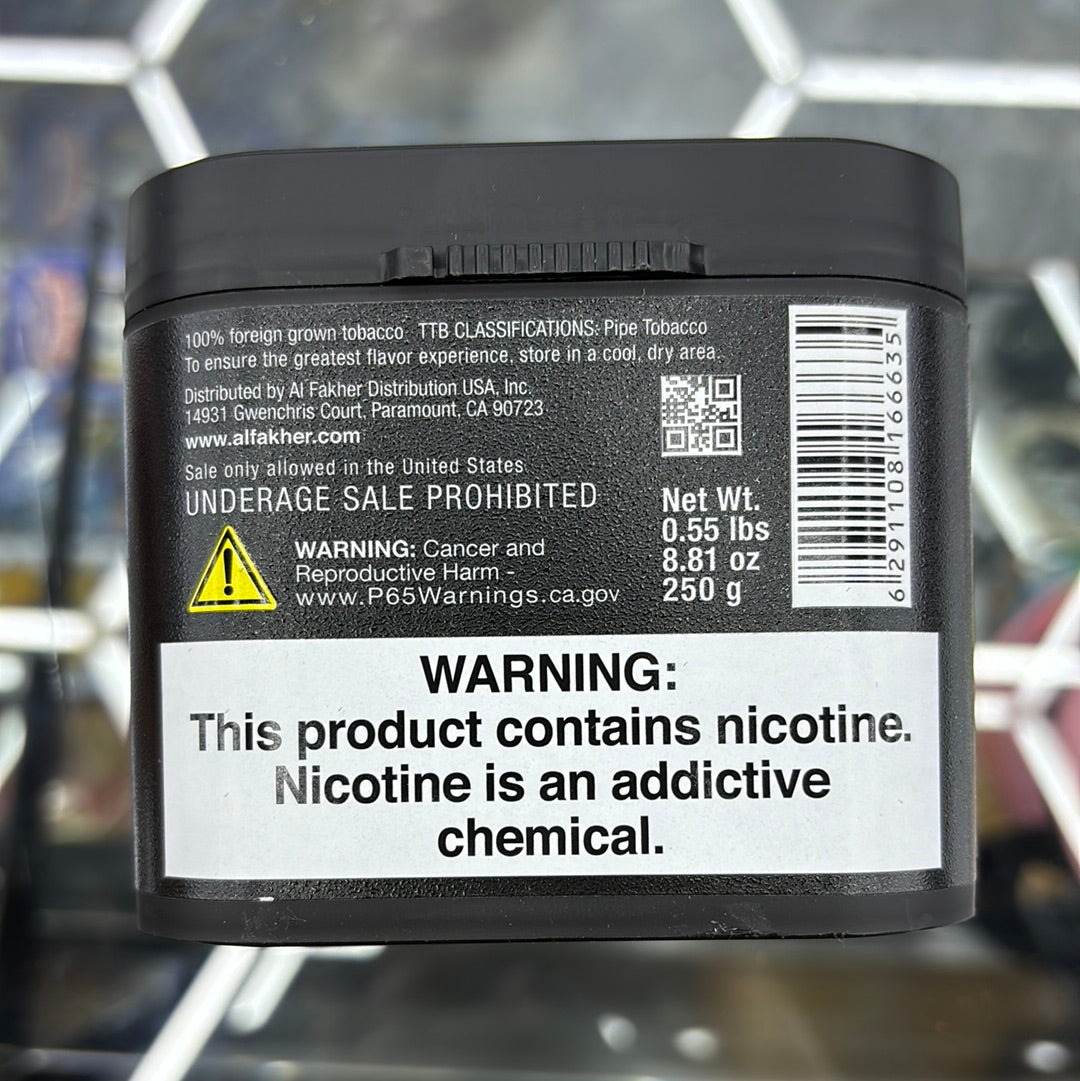 100% foreign grown tobacco TTB CLASSIFICATIONS: Pipe Tobacco
To ensure the greatest flavor experience, store in a cool, dry area.
Distributed by Al Fakher Distribution USA, Inc.
14931 Gwenchris Court, Paramount, CA 90723
www.alfakher.com
Sale only allowed in the United States
UNDERAGE SALE PROHIBITED
WARNING: Cancer and
Reproductive Harm -
www.P65Warnings.ca.gov
Net Wt.
0.55 lbs
8.81 oz
250 g
6 291108 166635
WARNING:
This product contains nicotine.
Nicotine is an addictive
chemical.